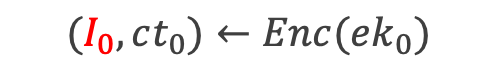 (I₀, ct₀) ← Enc(ek₀)